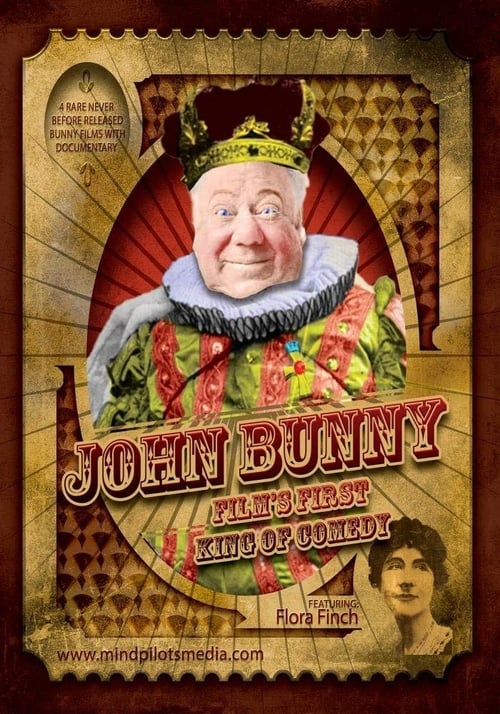 4 RARE NEVER
BEFORE RELEASED
BUNNY FILMS WITH
DOCUMENTARY
JOHN BUNNY
FILM'S FIRST
KING OF COMEDY
FEATURING:
Flora Finch
www.mindpilotsmedia.com